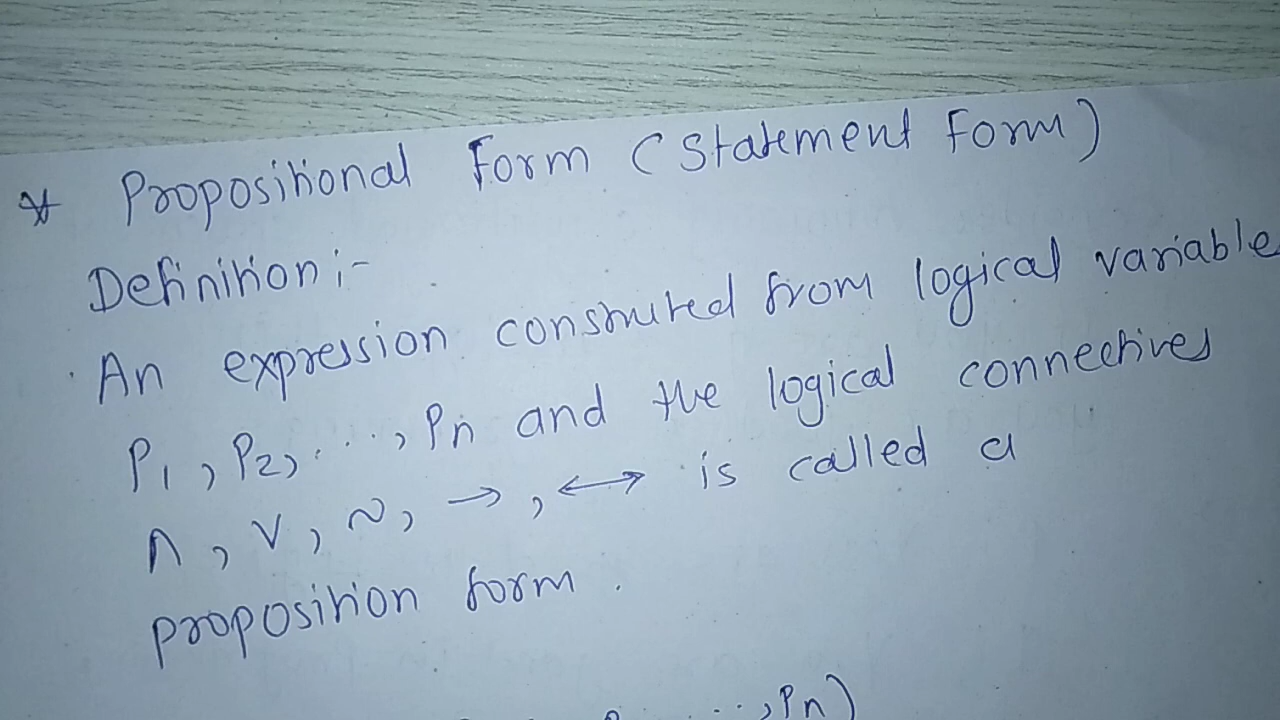 * Propositional Form (Statement Form)
Definition :-
An expression constructed from logical variable
P₁, P₂, ..., Pn and the logical connectives
∧, ∨, ~, →, ↔ is called a
proposition form.
..., Pn)